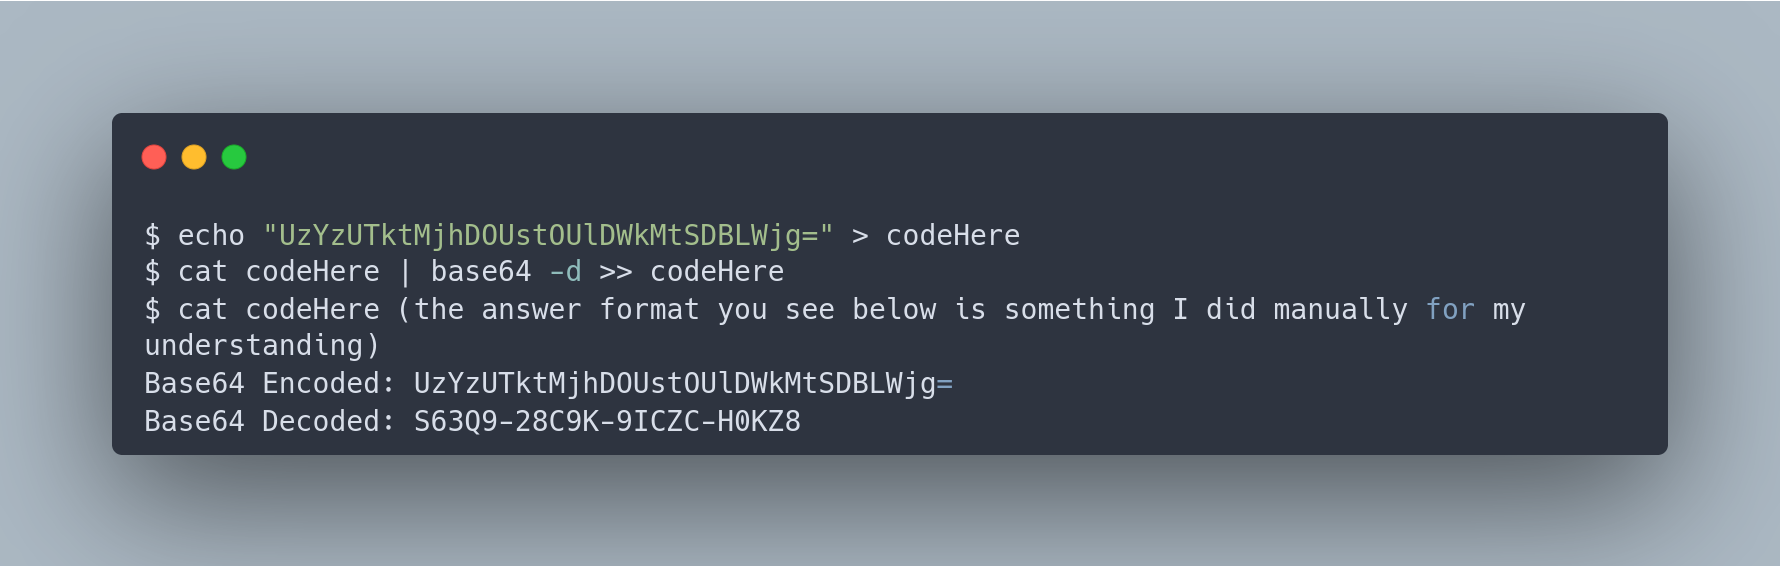 $ echo "UzYzUTktMjhDOUstOUlDWkMtSDBLWjg=" > codeHere
$ cat codeHere | base64 -d >> codeHere
$ cat codeHere (the answer format you see below is something I did manually for my
understanding)
Base64 Encoded: UzYzUTktMjhDOUstOUlDWkMtSDBLWjg=
Base64 Decoded: S63Q9-28C9K-9ICZC-H0KZ8